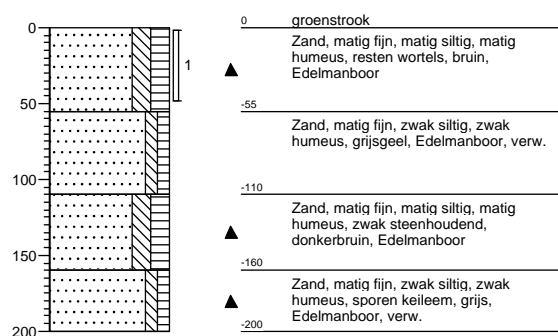 0
groenstrook
0
Zand, matig fijn, matig siltig, matig
humeus, resten wortels, bruin,
Edelmanboor
1
50
-55
Zand, matig fijn, zwak siltig, zwak
humeus, grijsgeel, Edelmanboor, verw.
100
-110
Zand, matig fijn, matig siltig, matig
humeus, zwak steenhoudend,
donkerbruin, Edelmanboor
150
-160
Zand, matig fijn, zwak siltig, zwak
humeus, sporen keileem, grijs,
Edelmanboor, verw.
200
-200